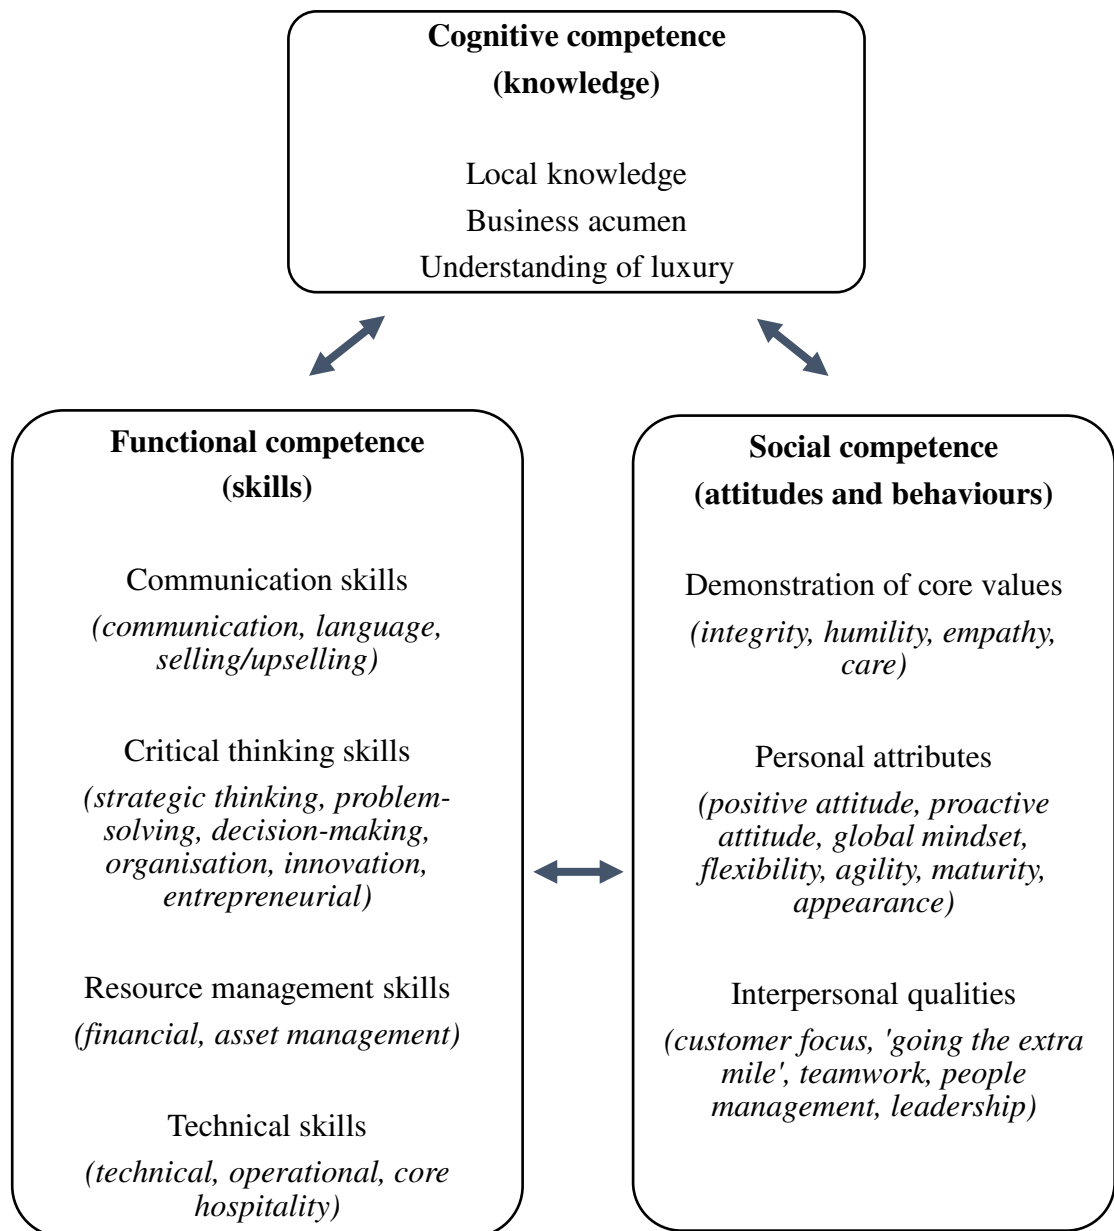 Cognitive competence
(knowledge)
Local knowledge
Business acumen
Understanding of luxury
Functional competence
(skills)
Communication skills
(communication, language,
selling/upselling)
Critical thinking skills
(strategic thinking, problem-
solving, decision-making,
organisation, innovation,
entrepreneurial)
Resource management skills
(financial, asset management)
Technical skills
(technical, operational, core
hospitality)
Social competence
(attitudes and behaviours)
Demonstration of core values
(integrity, humility, empathy,
care)
Personal attributes
(positive attitude, proactive
attitude, global mindset,
flexibility, agility, maturity,
appearance)
Interpersonal qualities
(customer focus, 'going the extra
mile', teamwork, people
management, leadership)